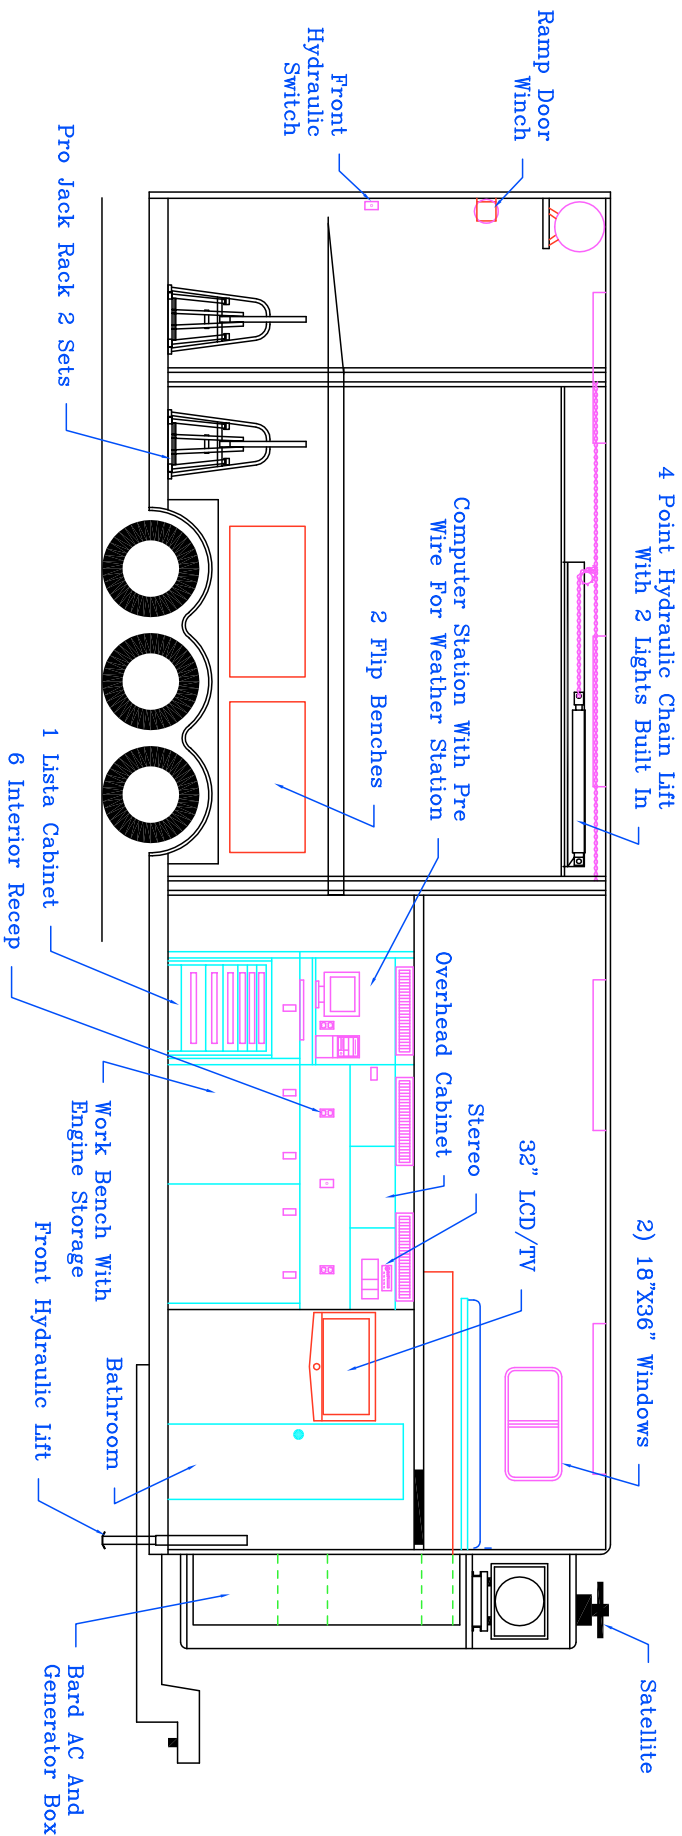 Ramp Door
Winch
Front
Hydraulic
Switch
Pro Jack Rack 2 Sets
4 Point Hydraulic Chain Lift
With 2 Lights Built In
Computer Station With Pre
Wire For Weather Station
2 Flip Benches
1 Lista Cabinet
6 Interior Recep
Overhead Cabinet
Stereo
32" LCD/TV
2) 18"X36" Windows
Work Bench With
Engine Storage
Front Hydraulic Lift
Bathroom
Satellite
Bard AC And
Generator Box